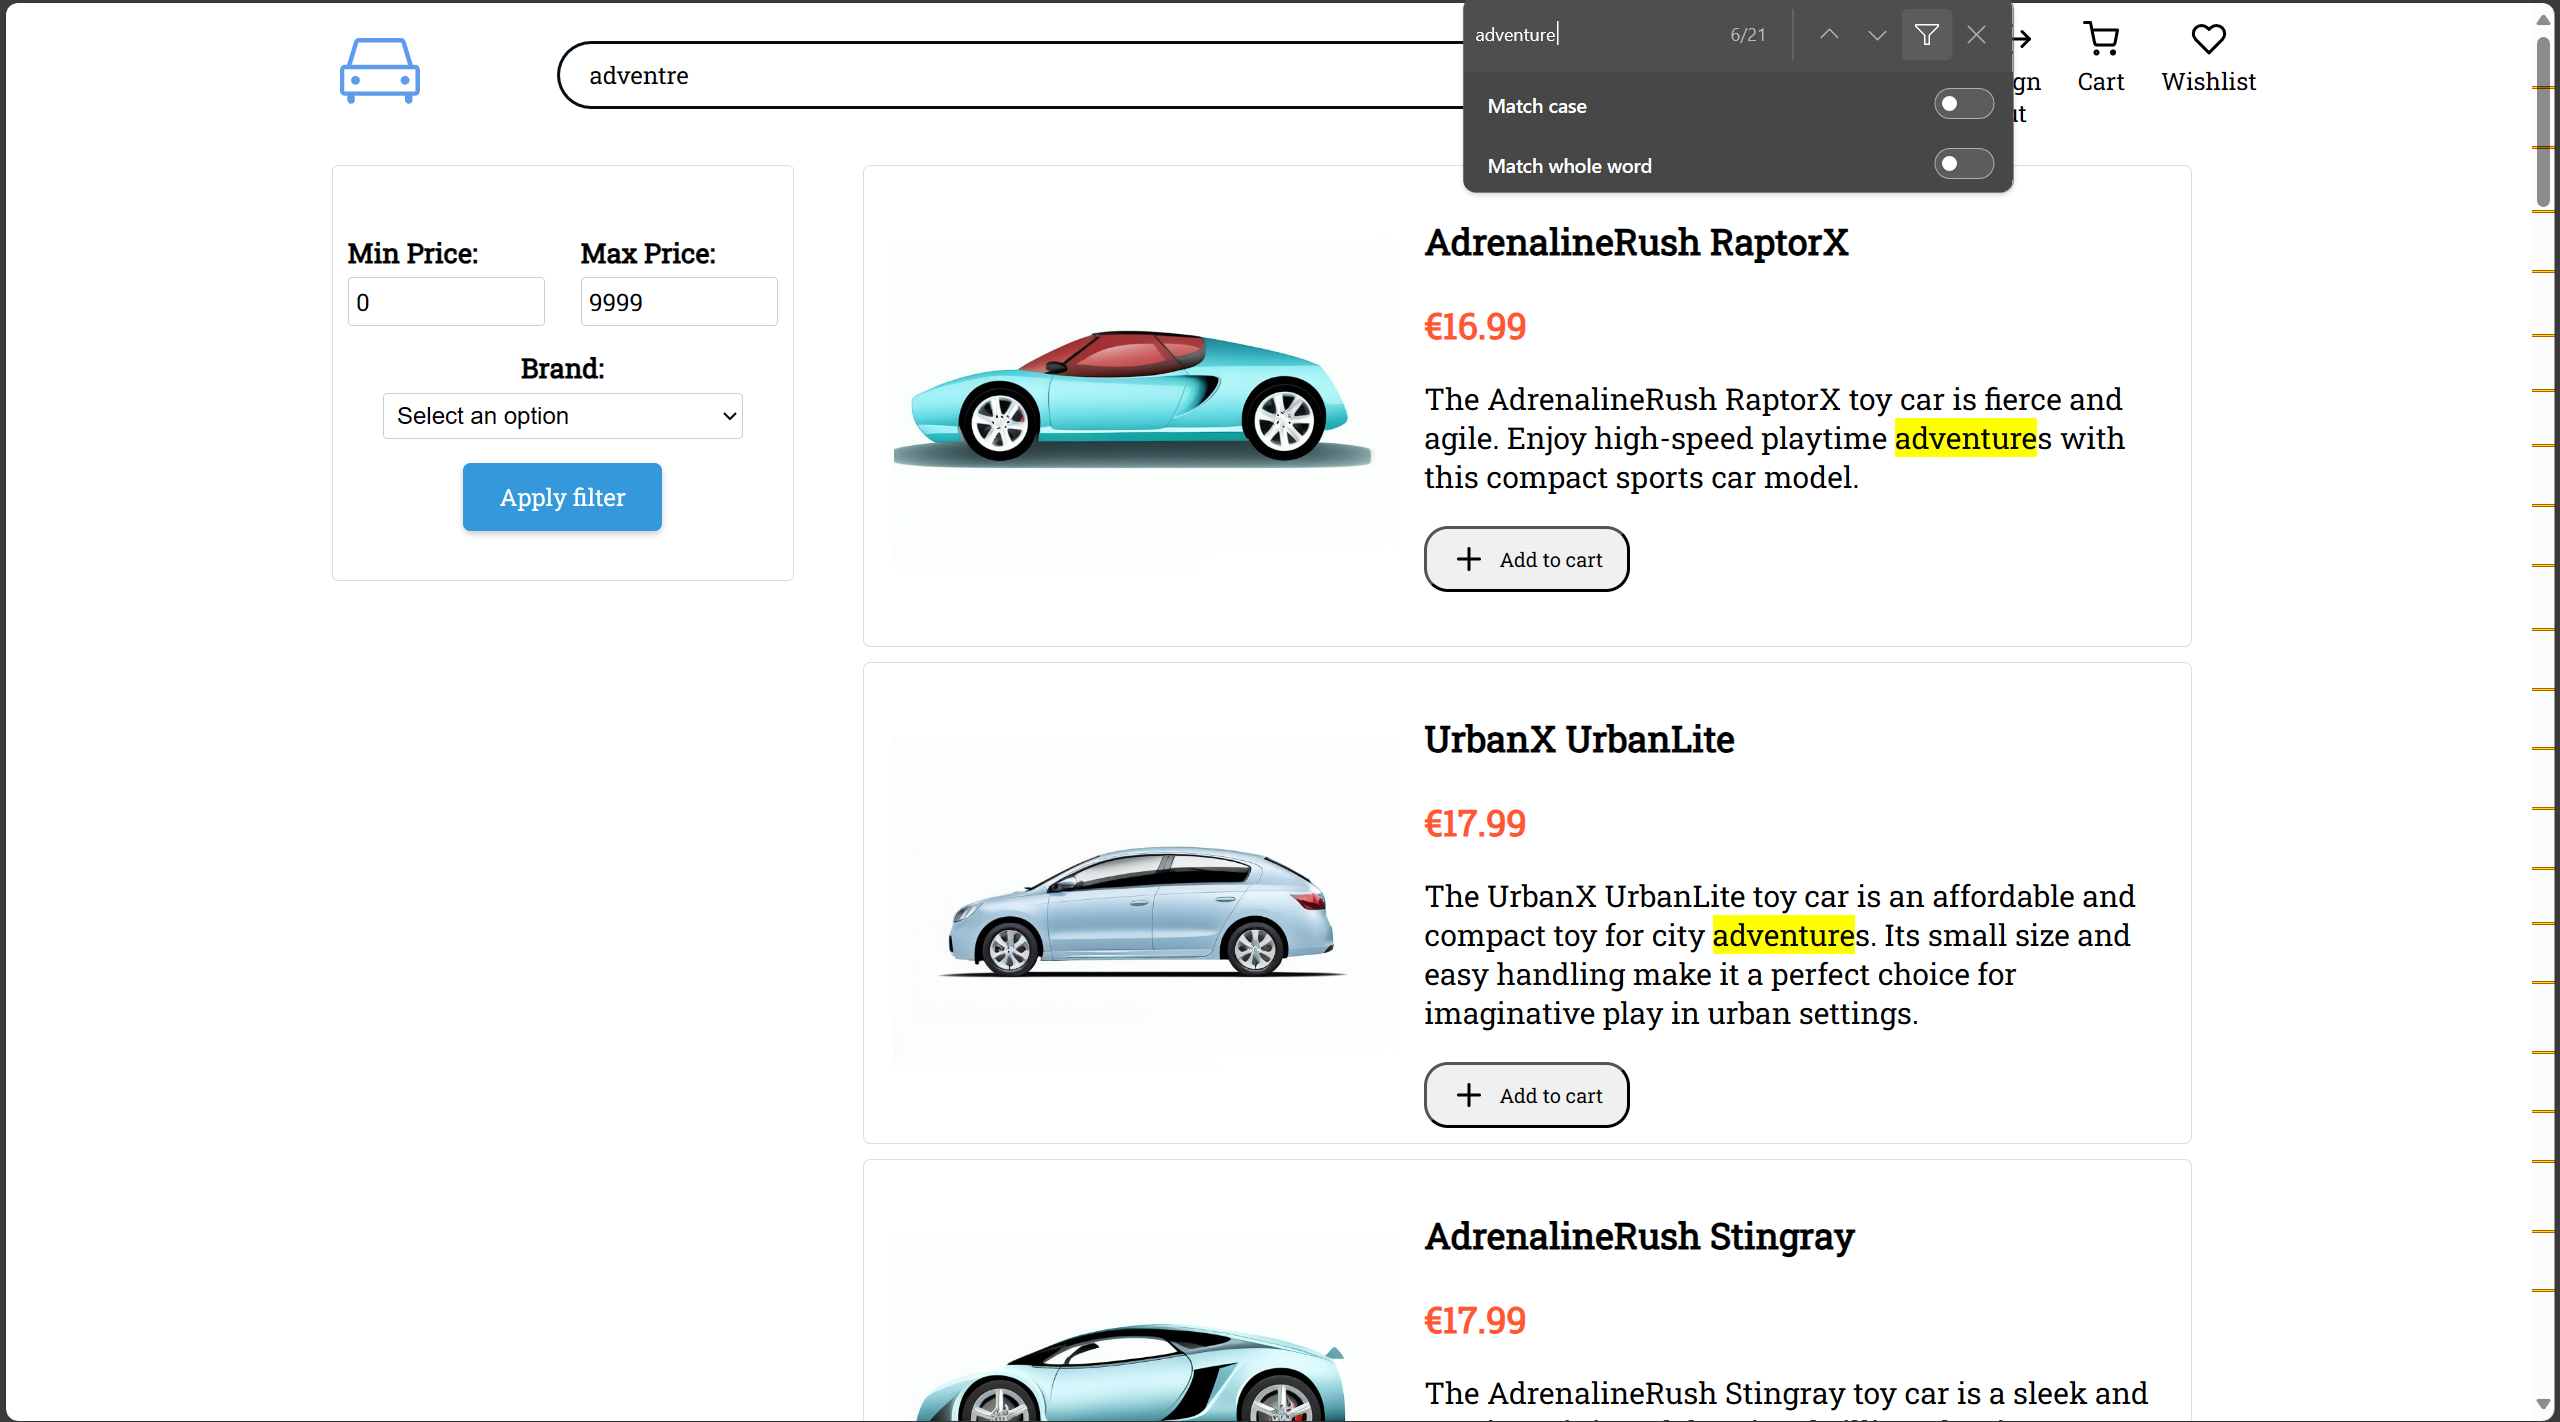 adventre
adventure
6/21
Match case
Match whole word
Cart
Wishlist
Min Price:
Max Price:
0
9999
Brand:
Select an option
Apply filter
AdrenalineRush RaptorX
€16.99
The AdrenalineRush RaptorX toy car is fierce and
agile. Enjoy high-speed playtime adventures with
this compact sports car model.
Add to cart
UrbanX UrbanLite
€17.99
The UrbanX UrbanLite toy car is an affordable and
compact toy for city adventures. Its small size and
easy handling make it a perfect choice for
imaginative play in urban settings.
Add to cart
AdrenalineRush Stingray
€17.99
The AdrenalineRush Stingray toy car is a sleek and